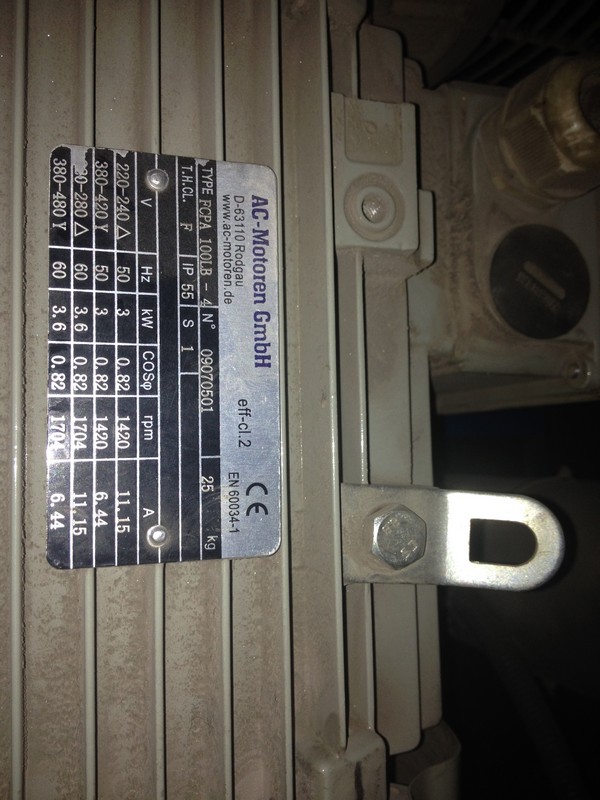 AC-Motoren GmbH
D-63110 Rodgau
www.ac-motoren.de
eff-cl.2
CE
EN 60034-1
TYPE FCPA 100LB - 4 N° 09070501 25 kg
T.H.CL. F IP 55 S 1
V Hz kW COSφ rpm A
220-240 △ 50 3 0.82 1420 11.15
380-420 Y 50 3 0.82 1420 6.44
-280 △ 60 3.6 0.82 1704 11.15
380-480 Y 60 3.6 0.82 1704 6.44